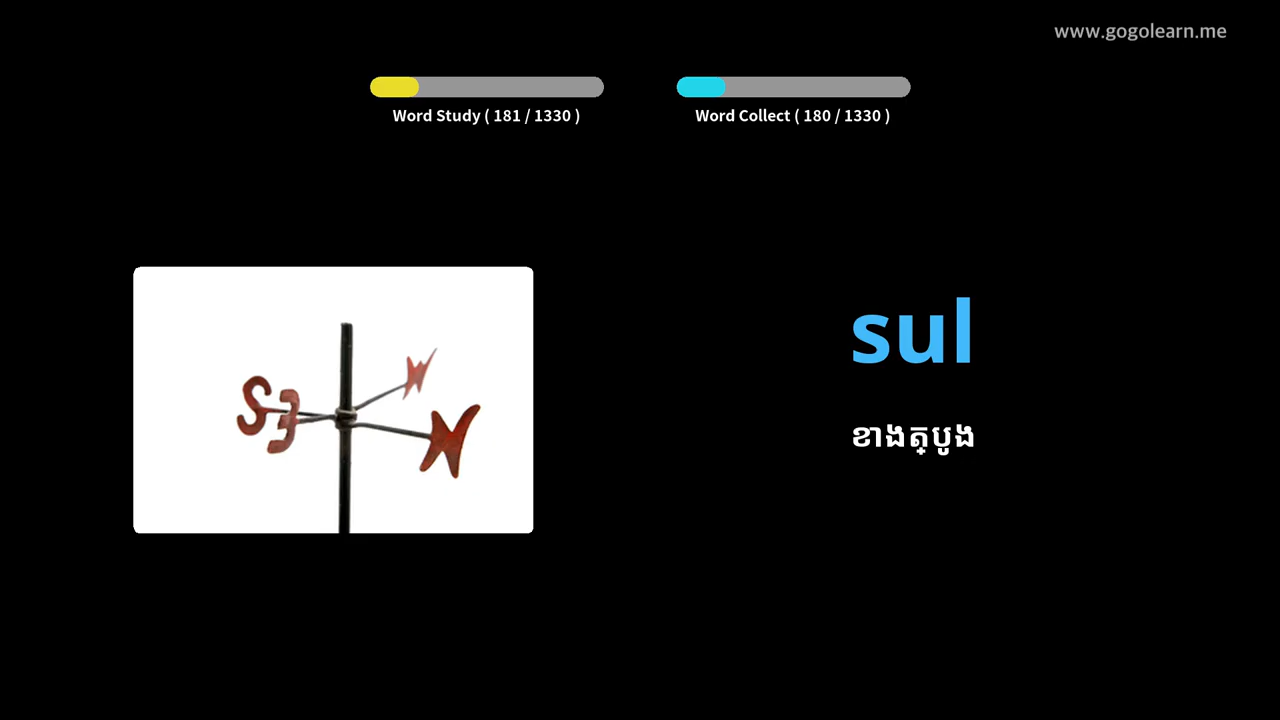 www.gogolearn.me
Word Study ( 181 / 1330 )
Word Collect ( 180 / 1330 )
S E N W
sul
ខាងត្បូង